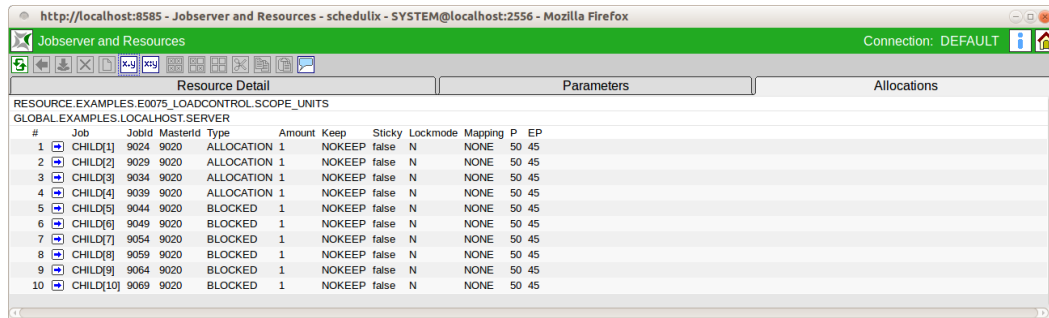 http://localhost:8585 - Jobserver and Resources - schedulix - SYSTEM@localhost:2556 - Mozilla Firefox
Jobserver and Resources Connection: DEFAULT
x.y x:y
Resource Detail Parameters Allocations
RESOURCE.EXAMPLES.E0075_LOADCONTROL.SCOPE_UNITS
GLOBAL.EXAMPLES.LOCALHOST.SERVER
# Job JobId MasterId Type Amount Keep Sticky Lockmode Mapping P EP
1 CHILD[1] 9024 9020 ALLOCATION 1 NOKEEP false N NONE 50 45
2 CHILD[2] 9029 9020 ALLOCATION 1 NOKEEP false N NONE 50 45
3 CHILD[3] 9034 9020 ALLOCATION 1 NOKEEP false N NONE 50 45
4 CHILD[4] 9039 9020 ALLOCATION 1 NOKEEP false N NONE 50 45
5 CHILD[5] 9044 9020 BLOCKED 1 NOKEEP false N NONE 50 45
6 CHILD[6] 9049 9020 BLOCKED 1 NOKEEP false N NONE 50 45
7 CHILD[7] 9054 9020 BLOCKED 1 NOKEEP false N NONE 50 45
8 CHILD[8] 9059 9020 BLOCKED 1 NOKEEP false N NONE 50 45
9 CHILD[9] 9064 9020 BLOCKED 1 NOKEEP false N NONE 50 45
10 CHILD[10] 9069 9020 BLOCKED 1 NOKEEP false N NONE 50 45